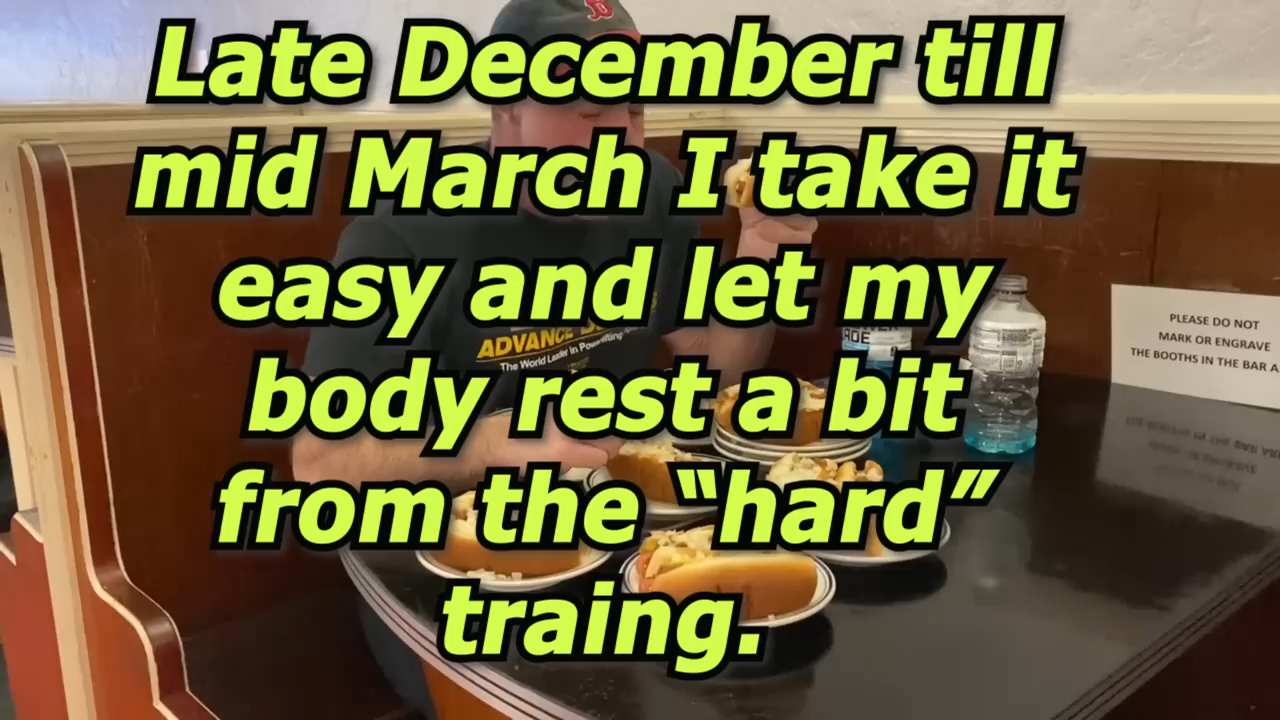 Late December till
mid March I take it
easy and let my
body rest a bit
from the “hard”
traing.
ADVANCE
The World Leader in Powerlifting
ADE
PLEASE DO NOT
MARK OR ENGRAVE
THE BOOTHS IN THE BAR